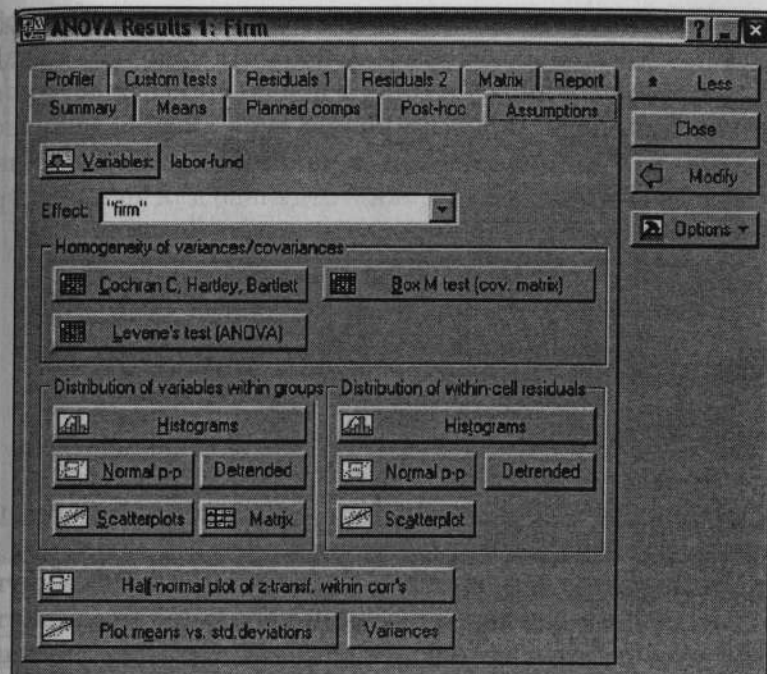 ANOVA Results 1: Firm
Profiler Custom tests Residuals 1 Residuals 2 Matrix Report
Summary Means Planned comps Post-hoc Assumptions
Less
Close
Modify
Options
Variables: labor-fund
Effect: "firm"
Homogeneity of variances/covariances
Cochran C, Hartley, Bartlett Box M test (cov. matrix)
Levene's test (ANOVA)
Distribution of variables within groups Distribution of within-cell residuals
Histograms Histograms
Normal p-p Detrended Normal p-p Detrended
Scatterplots Matrix Scatterplot
Half-normal plot of z-transf. within corr's
Plot means vs. std.deviations Variances